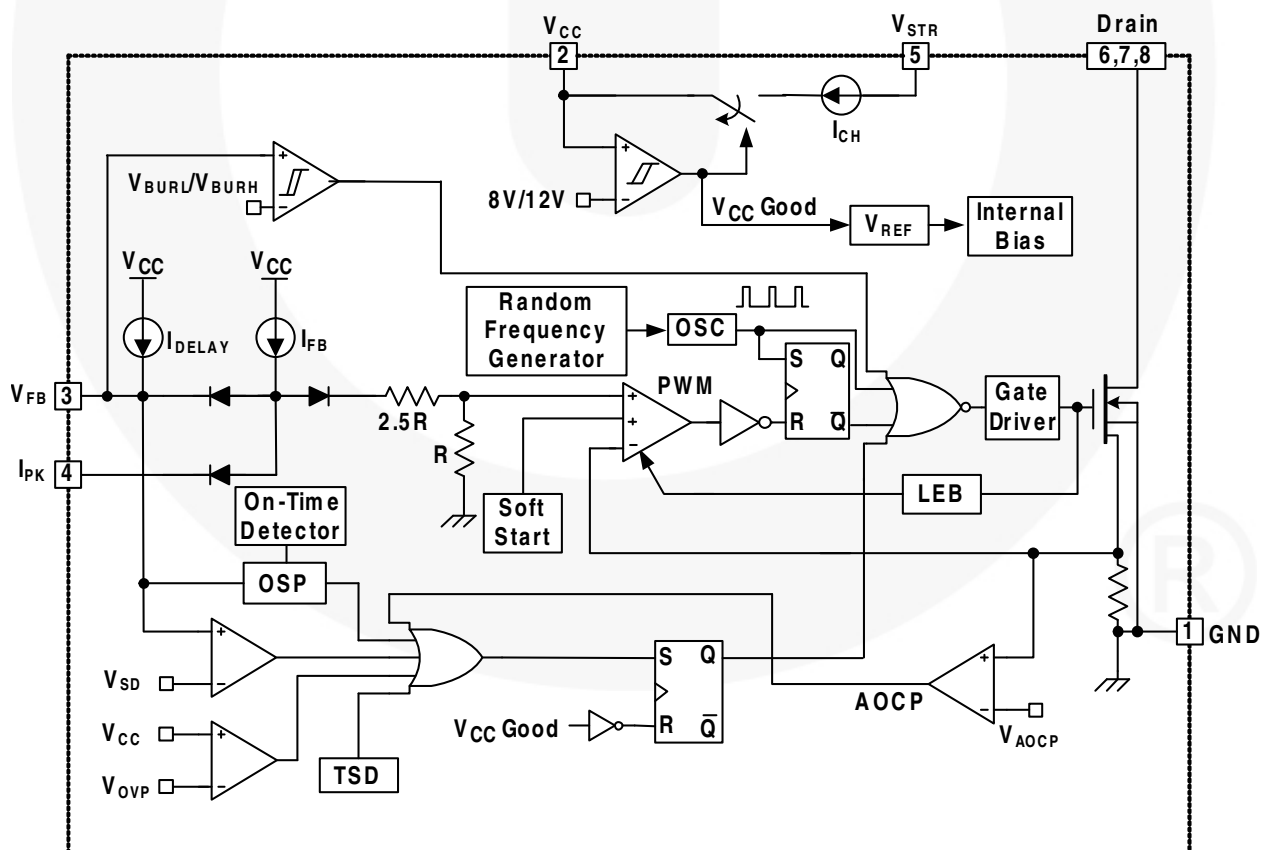 VCC
VSTR
Drain
2
5
6,7,8
ICH
+
-
VBURL/VBURH
+
-
8V/12V
VCC Good
VREF
Internal
Bias
VCC
VCC
IDELAY
IFB
Random
Frequency
Generator
OSC
S Q
R Q̅
PWM
+
+
-
Gate
Driver
VFB 3
2.5R
R
IPK 4
LEB
On-Time
Detector
Soft
Start
OSP
1 GND
+
-
VSD
S Q
R Q̅
VCC Good
AOCP
+
-
VAOCP
VCC
VOVP
+
-
TSD
®